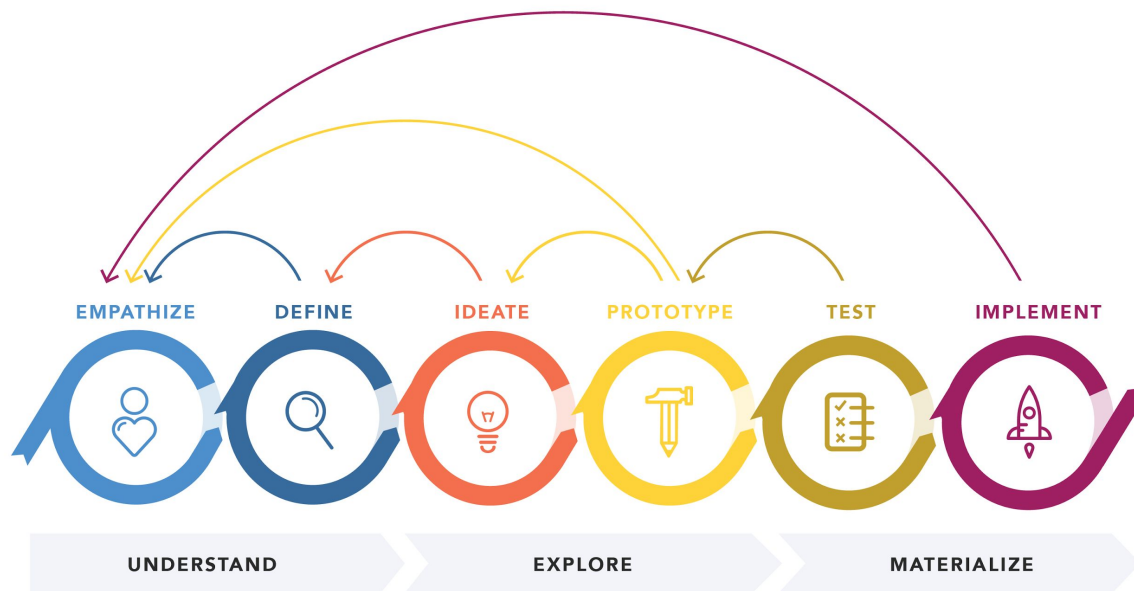 EMPATHIZE
DEFINE
IDEATE
PROTOTYPE
TEST
IMPLEMENT
UNDERSTAND
EXPLORE
MATERIALIZE